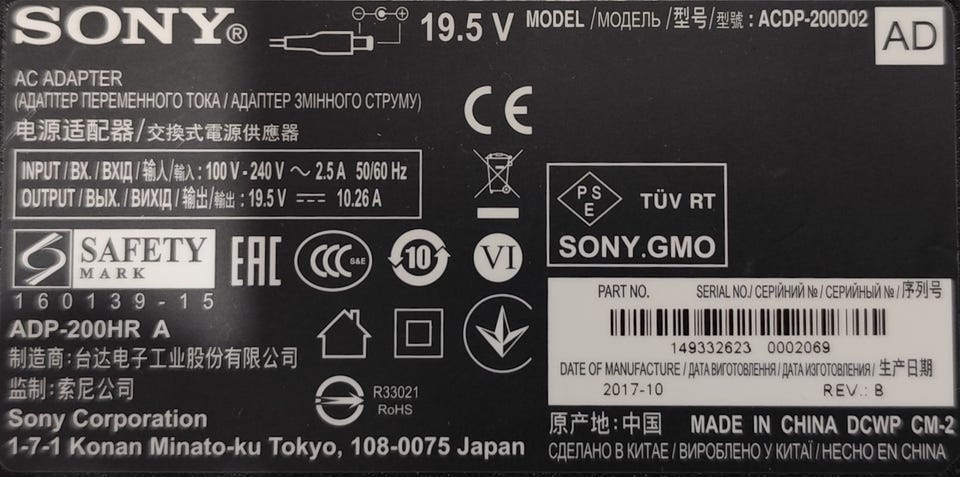 SONY®
19.5 V
MODEL /МОДЕЛЬ /型号/型號 : ACDP-200D02
AD
AC ADAPTER
(АДАПТЕР ПЕРЕМЕННОГО ТОКА / АДАПТЕР ЗМІННОГО СТРУМУ)
电源适配器/交換式電源供應器
INPUT / ВХ. / ВХІД / 输入/輸入 : 100 V - 240 V ～ 2.5 A 50/60 Hz
OUTPUT / ВЫХ. / ВИХІД / 输出/輸出 : 19.5 V ⎓ 10.26 A
CE
PSE
TÜV RT
SONY.GMO
SAFETY
MARK
EAC
CCC S&E
10
VI
160139-15
ADP-200HR A
制造商:台达电子工业股份有限公司
监制:索尼公司
R33021
RoHS
Sony Corporation
1-7-1 Konan Minato-ku Tokyo, 108-0075 Japan
PART NO. SERIAL NO./ СЕРІЙНИЙ № / СЕРИЙНЫЙ № /序列号
149332623 0002069
DATE OF MANUFACTURE / ДАТА ВИГОТОВЛЕННЯ / ДАТА ИЗГОТОВЛЕНИЯ / 生产日期
2017-10 REV.: B
原产地:中国 MADE IN CHINA DCWP CM-2
СДЕЛАНО В КИТАЕ / ВИРОБЛЕНО У КИТАЇ / HECHO EN CHINA